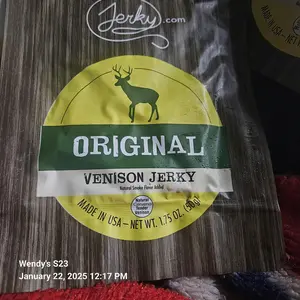 Jerky.com
ORIGINAL
VENISON JERKY
Natural Smoke Flavor Added
MADE IN USA – NET WT. 1.75 OZ. (50g)
Wendy's S23
January 22, 2025 12:17 PM